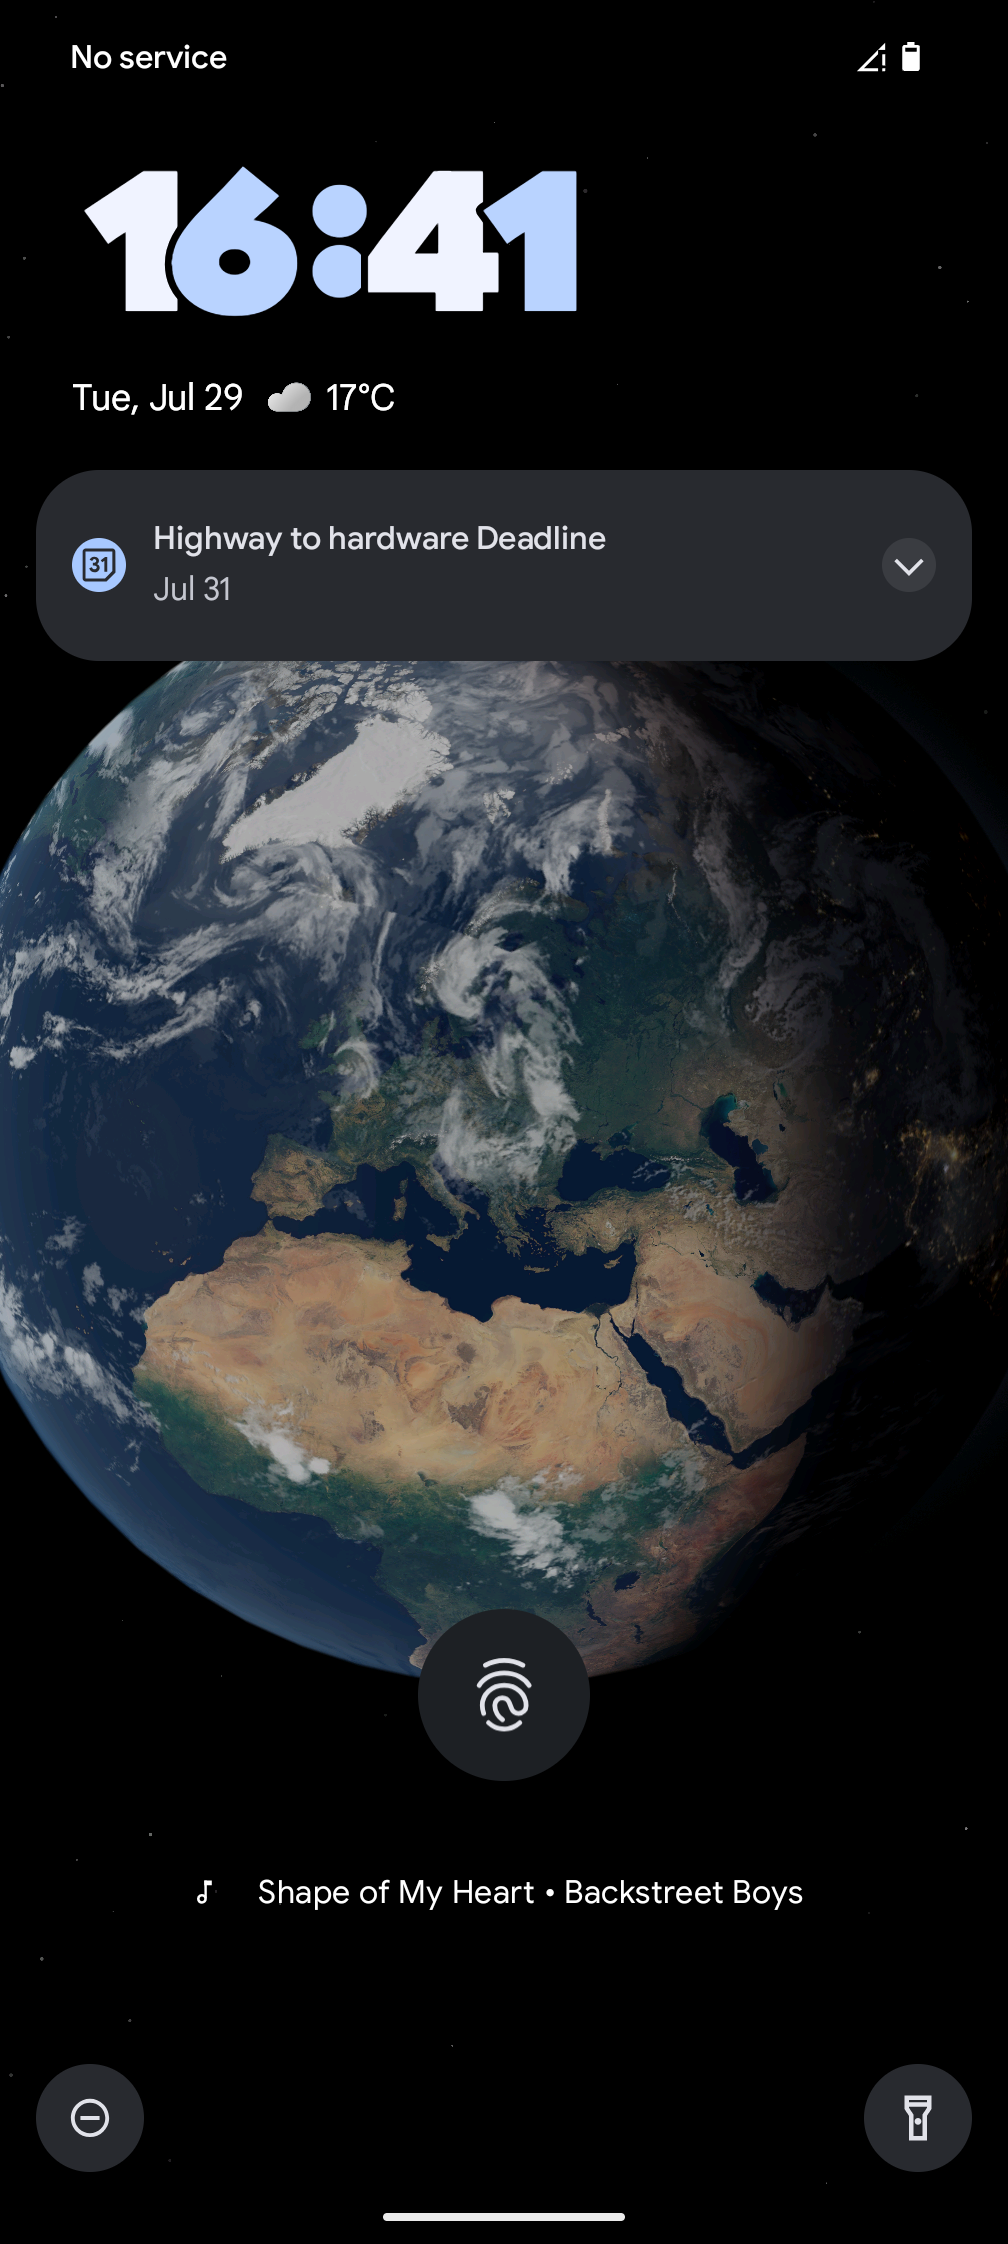 No service
16:41
Tue, Jul 29 17°C
31
Highway to hardware Deadline
Jul 31
Shape of My Heart • Backstreet Boys